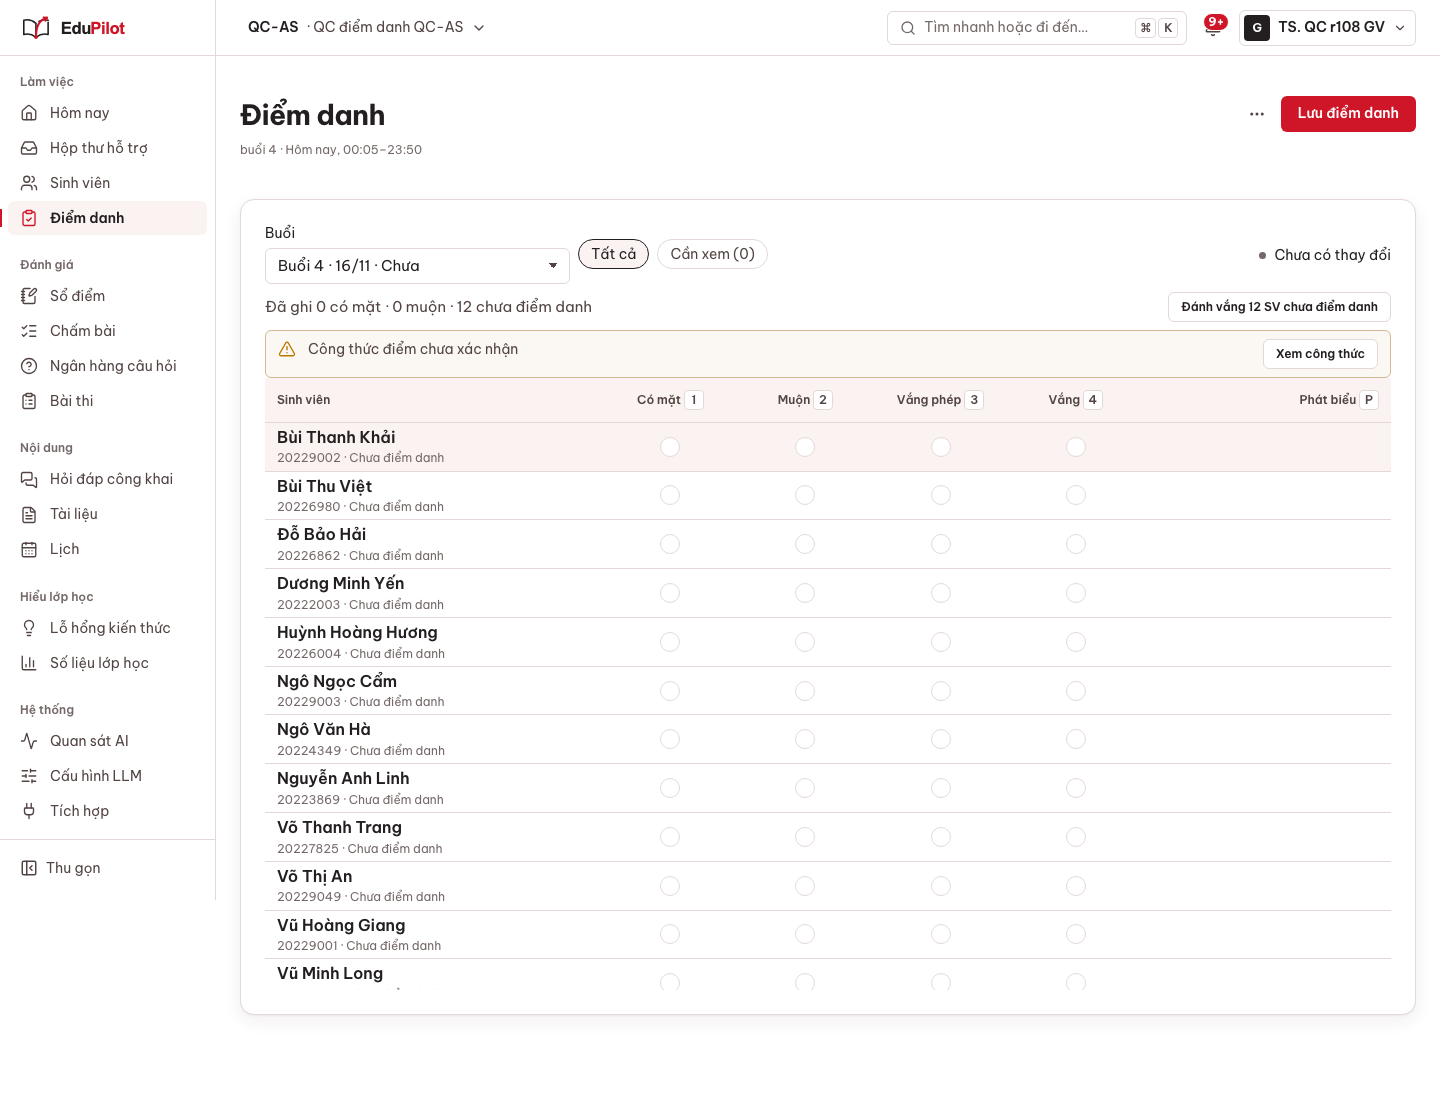 EduPilot
QC-AS · QC điểm danh QC-AS
Tìm nhanh hoặc đi đến...
⌘ K
9+
G TS. QC r108 GV
Làm việc
Hôm nay
Hộp thư hỗ trợ
Sinh viên
Điểm danh
Đánh giá
Sổ điểm
Chấm bài
Ngân hàng câu hỏi
Bài thi
Nội dung
Hỏi đáp công khai
Tài liệu
Lịch
Hiểu lớp học
Lỗ hổng kiến thức
Số liệu lớp học
Hệ thống
Quan sát AI
Cấu hình LLM
Tích hợp
Thu gọn
Điểm danh
Lưu điểm danh
buổi 4 · Hôm nay, 00:05–23:50
Buổi
Buổi 4 · 16/11 · Chưa
Tất cả
Cần xem (0)
Chưa có thay đổi
Đã ghi 0 có mặt · 0 muộn · 12 chưa điểm danh
Đánh vắng 12 SV chưa điểm danh
Công thức điểm chưa xác nhận
Xem công thức
Sinh viên Có mặt 1 Muộn 2 Vắng phép 3 Vắng 4 Phát biểu P
Bùi Thanh Khải
20229002 · Chưa điểm danh
Bùi Thu Việt
20226980 · Chưa điểm danh
Đỗ Bảo Hải
20226862 · Chưa điểm danh
Dương Minh Yến
20222003 · Chưa điểm danh
Huỳnh Hoàng Hương
20226004 · Chưa điểm danh
Ngô Ngọc Cẩm
20229003 · Chưa điểm danh
Ngô Văn Hà
20224349 · Chưa điểm danh
Nguyễn Anh Linh
20223869 · Chưa điểm danh
Võ Thanh Trang
20227825 · Chưa điểm danh
Võ Thị An
20229049 · Chưa điểm danh
Vũ Hoàng Giang
20229001 · Chưa điểm danh
Vũ Minh Long